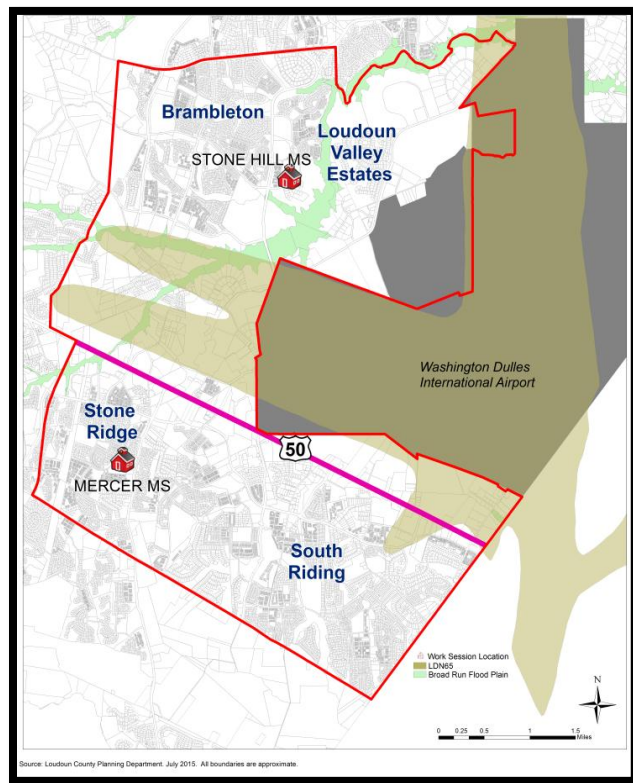 Brambleton
STONE HILL MS
Loudoun
Valley
Estates
Washington Dulles
International Airport
Stone
Ridge
MERCER MS
50
South
Riding
Work Session Location
LDN65
Broad Run Flood Plain
N
0 0.25 0.5 1 1.5
Miles
Source: Loudoun County Planning Department. July 2015. All boundaries are approximate.